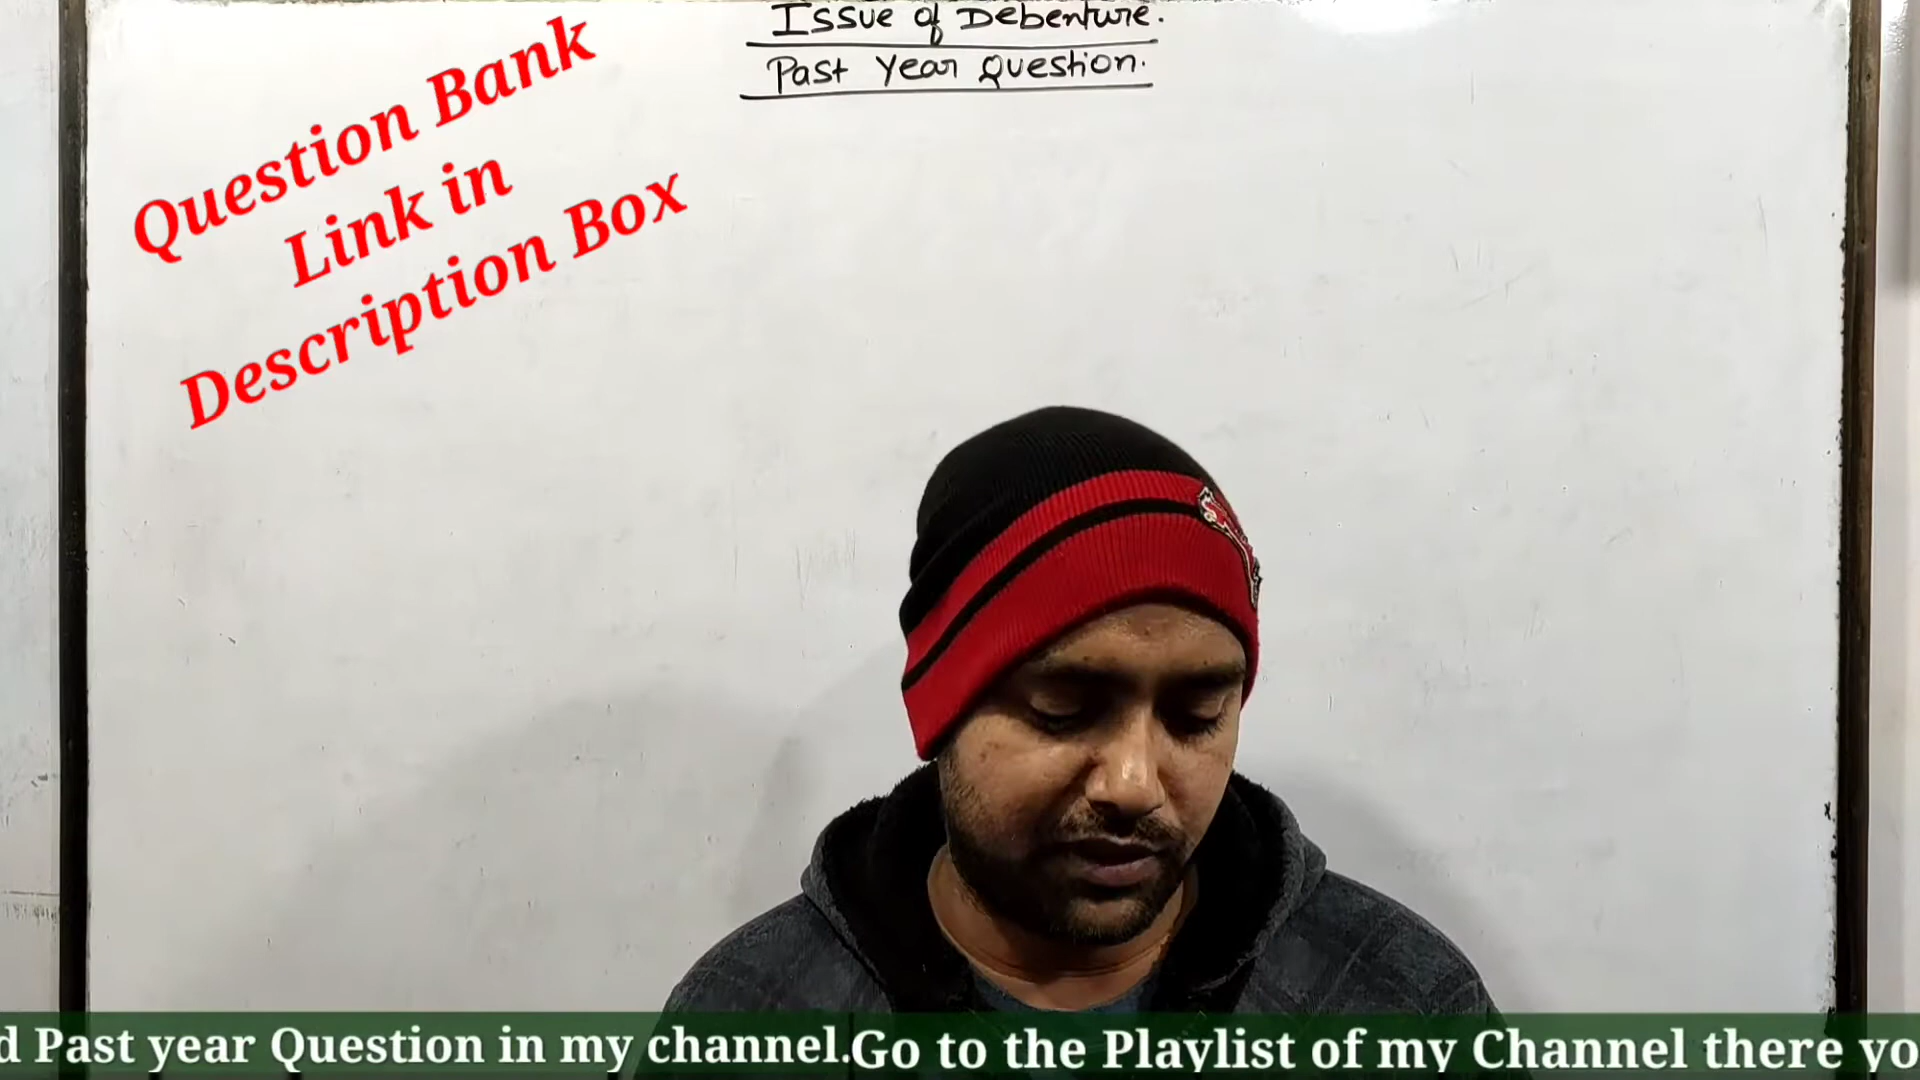 Issue of Debenture.
Past Year Question.
Question Bank
Link in
Description Box
d Past year Question in my channel.Go to the Playlist of my Channel there yo